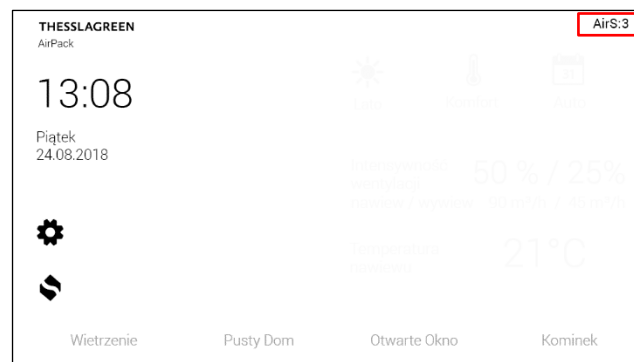 THESSLAGREEN
AirS:3
AirPack
13:08
Piątek
24.08.2018
31
Lato
Komfort
Auto
Intensywność
wentylacji
nawiew / wywiew
50 % / 25%
90 m³/h / 45 m³/h
Temperatura
nawiewu
21°C
Wietrzenie
Pusty Dom
Otwarte Okno
Kominek